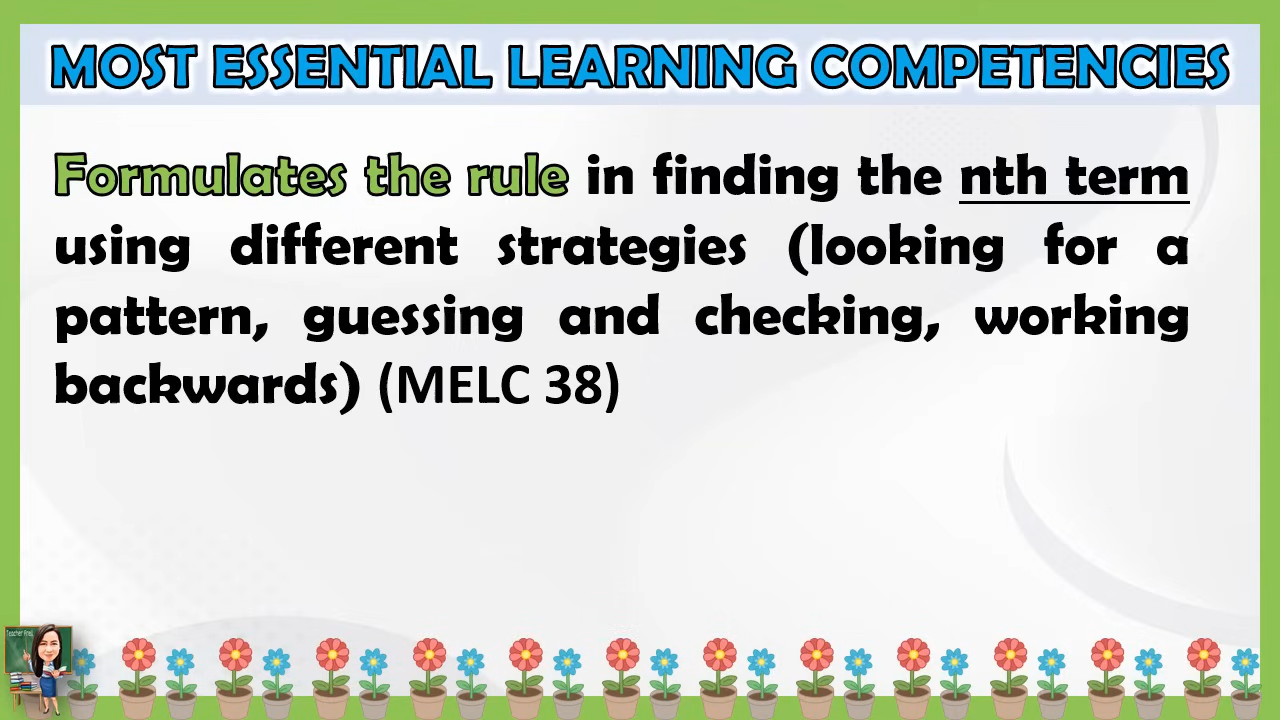 MOST ESSENTIAL LEARNING COMPETENCIES
Formulates the rule in finding the nth term
using different strategies (looking for a
pattern, guessing and checking, working
backwards) (MELC 38)